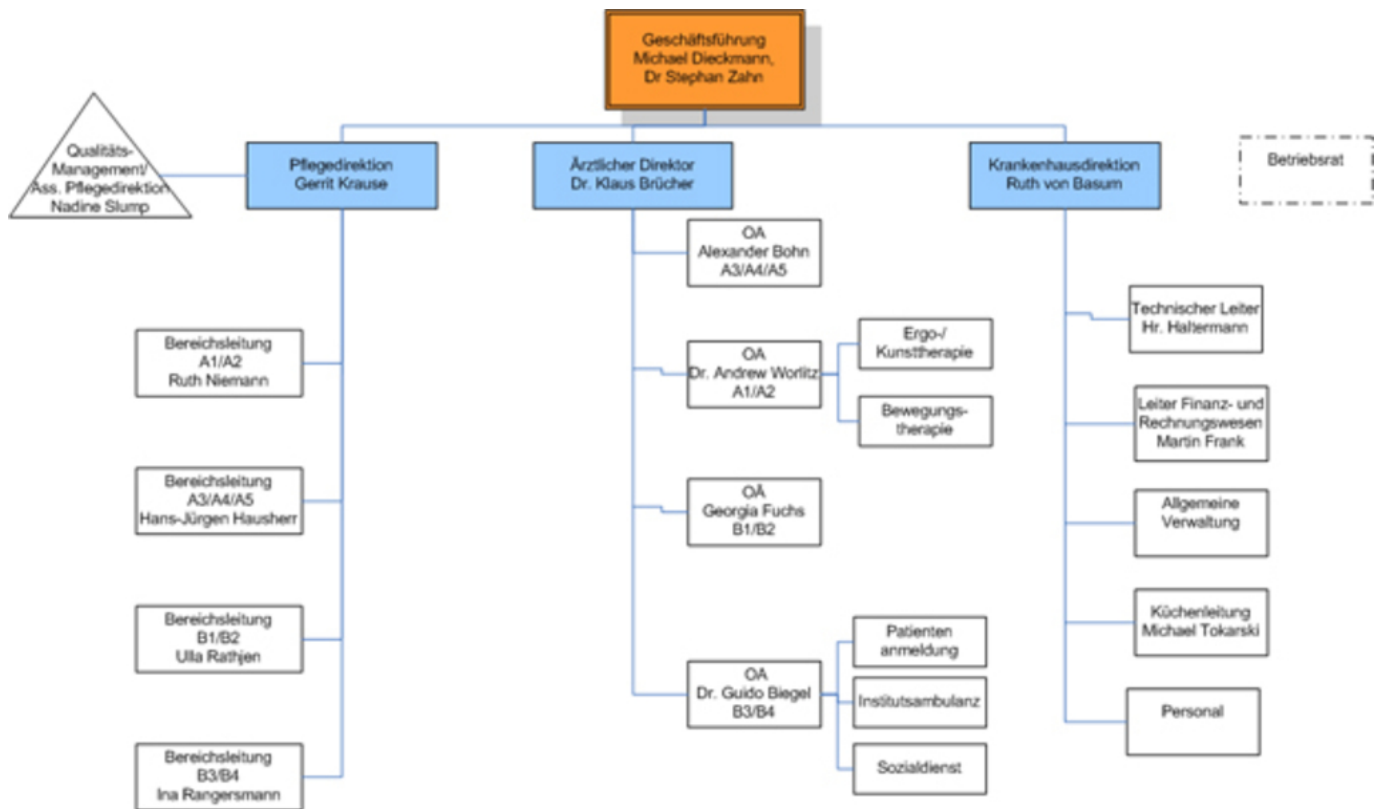 Geschäftsführung
Michael Dieckmann,
Dr Stephan Zahn
Qualitäts-
Management/
Ass. Pflegedirektion
Nadine Slump
Pflegedirektion
Gerrit Krause
Ärztlicher Direktor
Dr. Klaus Brücher
Krankenhausdirektion
Ruth von Basum
Betriebsrat
Bereichsleitung
A1/A2
Ruth Niemann
Bereichsleitung
A3/A4/A5
Hans-Jürgen Hausherr
Bereichsleitung
B1/B2
Ulla Rathjen
Bereichsleitung
B3/B4
Ina Rangersmann
OA
Alexander Bohn
A3/A4/A5
OA
Dr. Andrew Worlitz
A1/A2
Ergo-/
Kunsttherapie
Bewegungs-
therapie
OÄ
Georgia Fuchs
B1/B2
OA
Dr. Guido Biegel
B3/B4
Patienten
anmeldung
Institutsambulanz
Sozialdienst
Technischer Leiter
Hr. Haltermann
Leiter Finanz- und
Rechnungswesen
Martin Frank
Allgemeine
Verwaltung
Küchenleitung
Michael Tokarski
Personal